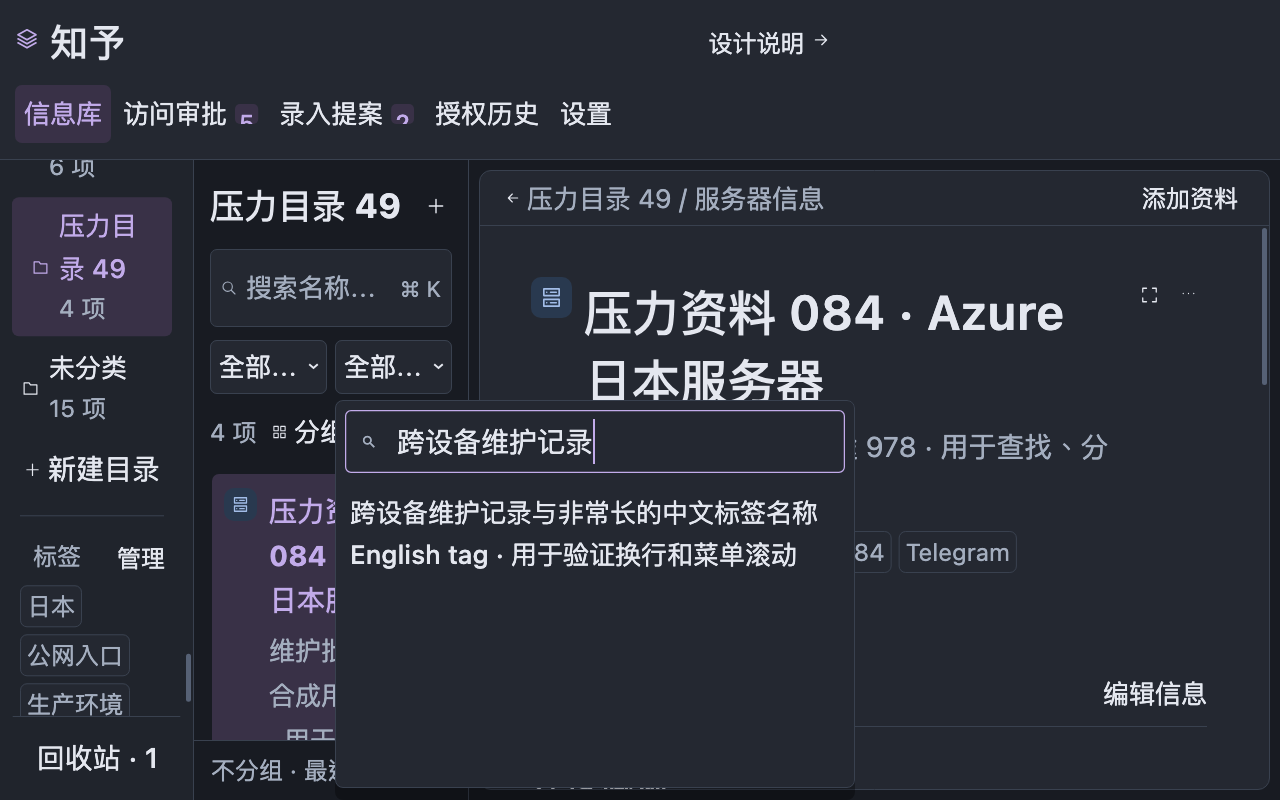 知予
设计说明 →
信息库 访问审批 5 录入提案 2 授权历史 设置
6 项
压力目
录 49
4 项
未分类
15 项
+ 新建目录
标签 管理
日本
公网入口
生产环境
回收站 · 1
压力目录 49 +
搜索名称… ⌘ K
全部… 全部…
4 项 分组
压力资
084
日本服
维护批
合成用
用于
不分组 · 最近
← 压力目录 49 / 服务器信息 添加资料
压力资料 084 · Azure
日本服务器
978 · 用于查找、分
84 Telegram
编辑信息
跨设备维护记录
跨设备维护记录与非常长的中文标签名称
English tag · 用于验证换行和菜单滚动